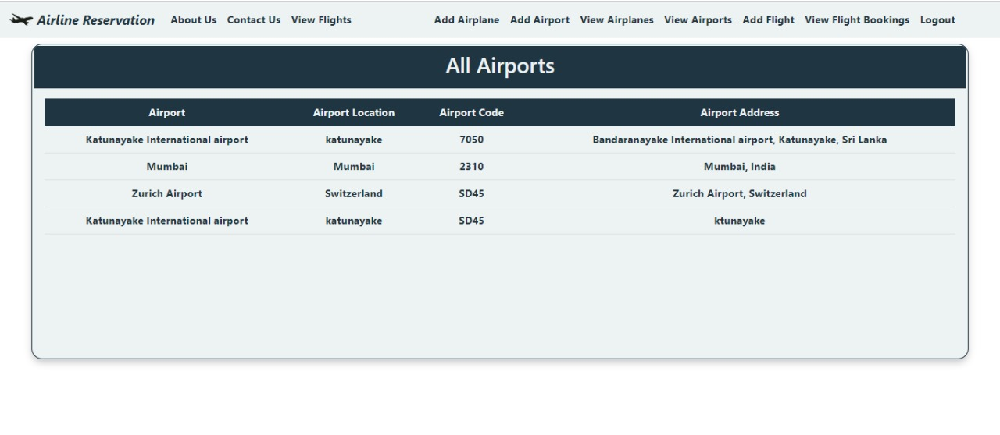 Airline Reservation About Us Contact Us View Flights Add Airplane Add Airport View Airplanes View Airports Add Flight View Flight Bookings Logout
All Airports
Airport Airport Location Airport Code Airport Address
Katunayake International airport katunayake 7050 Bandaranayake International airport, Katunayake, Sri Lanka
Mumbai Mumbai 2310 Mumbai, India
Zurich Airport Switzerland SD45 Zurich Airport, Switzerland
Katunayake International airport katunayake SD45 ktunayake